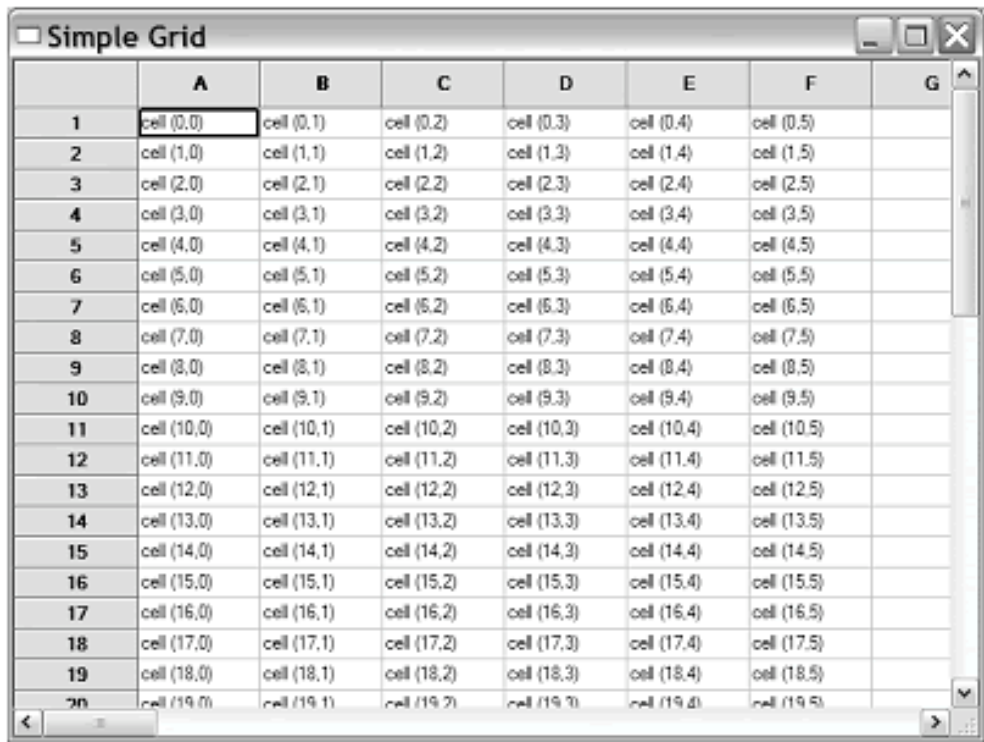 Simple Grid
A B C D E F G
1 cell (0,0) cell (0,1) cell (0,2) cell (0,3) cell (0,4) cell (0,5)
2 cell (1,0) cell (1,1) cell (1,2) cell (1,3) cell (1,4) cell (1,5)
3 cell (2,0) cell (2,1) cell (2,2) cell (2,3) cell (2,4) cell (2,5)
4 cell (3,0) cell (3,1) cell (3,2) cell (3,3) cell (3,4) cell (3,5)
5 cell (4,0) cell (4,1) cell (4,2) cell (4,3) cell (4,4) cell (4,5)
6 cell (5,0) cell (5,1) cell (5,2) cell (5,3) cell (5,4) cell (5,5)
7 cell (6,0) cell (6,1) cell (6,2) cell (6,3) cell (6,4) cell (6,5)
8 cell (7,0) cell (7,1) cell (7,2) cell (7,3) cell (7,4) cell (7,5)
9 cell (8,0) cell (8,1) cell (8,2) cell (8,3) cell (8,4) cell (8,5)
10 cell (9,0) cell (9,1) cell (9,2) cell (9,3) cell (9,4) cell (9,5)
11 cell (10,0) cell (10,1) cell (10,2) cell (10,3) cell (10,4) cell (10,5)
12 cell (11,0) cell (11,1) cell (11,2) cell (11,3) cell (11,4) cell (11,5)
13 cell (12,0) cell (12,1) cell (12,2) cell (12,3) cell (12,4) cell (12,5)
14 cell (13,0) cell (13,1) cell (13,2) cell (13,3) cell (13,4) cell (13,5)
15 cell (14,0) cell (14,1) cell (14,2) cell (14,3) cell (14,4) cell (14,5)
16 cell (15,0) cell (15,1) cell (15,2) cell (15,3) cell (15,4) cell (15,5)
17 cell (16,0) cell (16,1) cell (16,2) cell (16,3) cell (16,4) cell (16,5)
18 cell (17,0) cell (17,1) cell (17,2) cell (17,3) cell (17,4) cell (17,5)
19 cell (18,0) cell (18,1) cell (18,2) cell (18,3) cell (18,4) cell (18,5)
20 cell (19,0) cell (19,1) cell (19,2) cell (19,3) cell (19,4) cell (19,5)